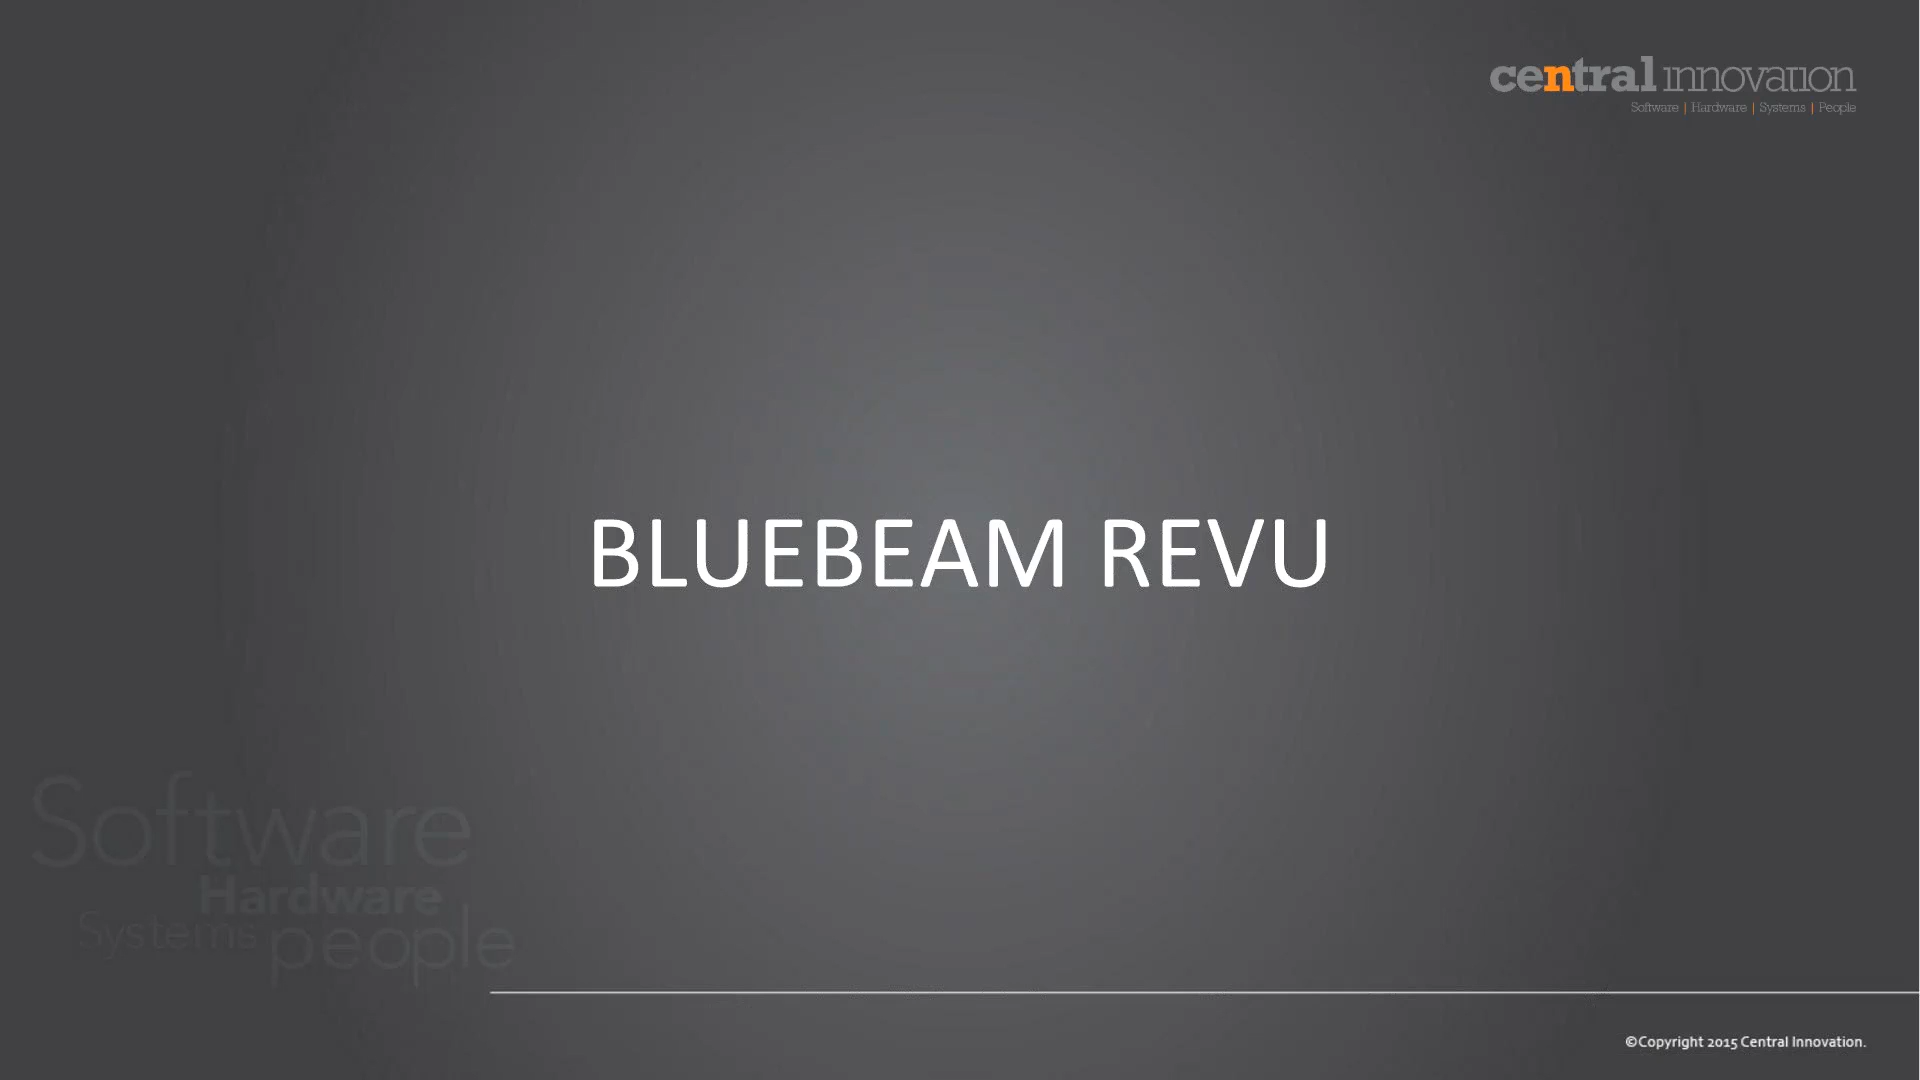 central innovation
Software | Hardware | Systems | People
BLUEBEAM REVU
Software
Hardware
Systems people
©Copyright 2015 Central Innovation.